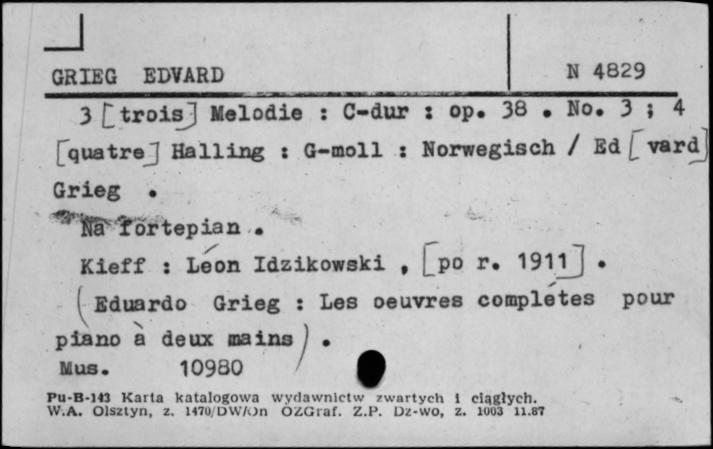 GRIEG EDVARD
N 4829
3 [trois] Melodie : C-dur : op. 38 . No. 3 ; 4
[quatre] Halling : G-moll : Norwegisch / Ed [vard]
Grieg .
Na fortepian .
Kieff : Léon Idzikowski , [po r. 1911] .
(Eduardo Grieg : Les oeuvres complètes pour
piano à deux mains) .
Mus. 10980
Pu-B-143 Karta katalogowa wydawnictw zwartych i ciągłych.
W.A. Olsztyn, z. 1470/DW/On OZGraf. Z.P. Dz-wo, z. 1003 11.87